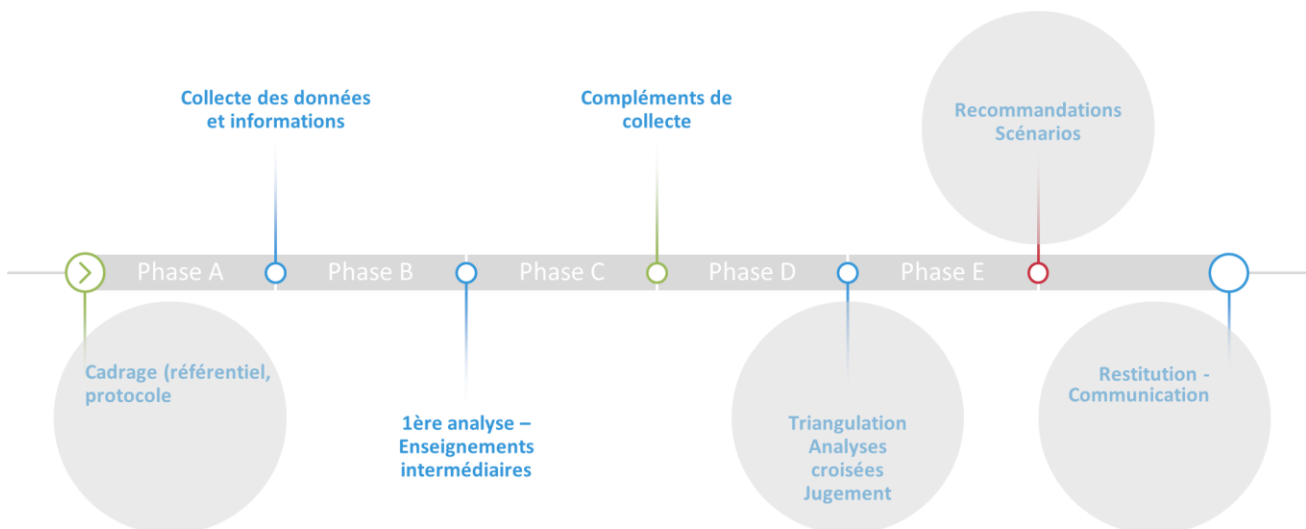 Collecte des données
et informations
Compléments de
collecte
Recommandations
Scénarios
Phase A
Phase B
Phase C
Phase D
Phase E
Cadrage (référentiel,
protocole
1ère analyse –
Enseignements
intermédiaires
Triangulation
Analyses
croisées
Jugement
Restitution -
Communication